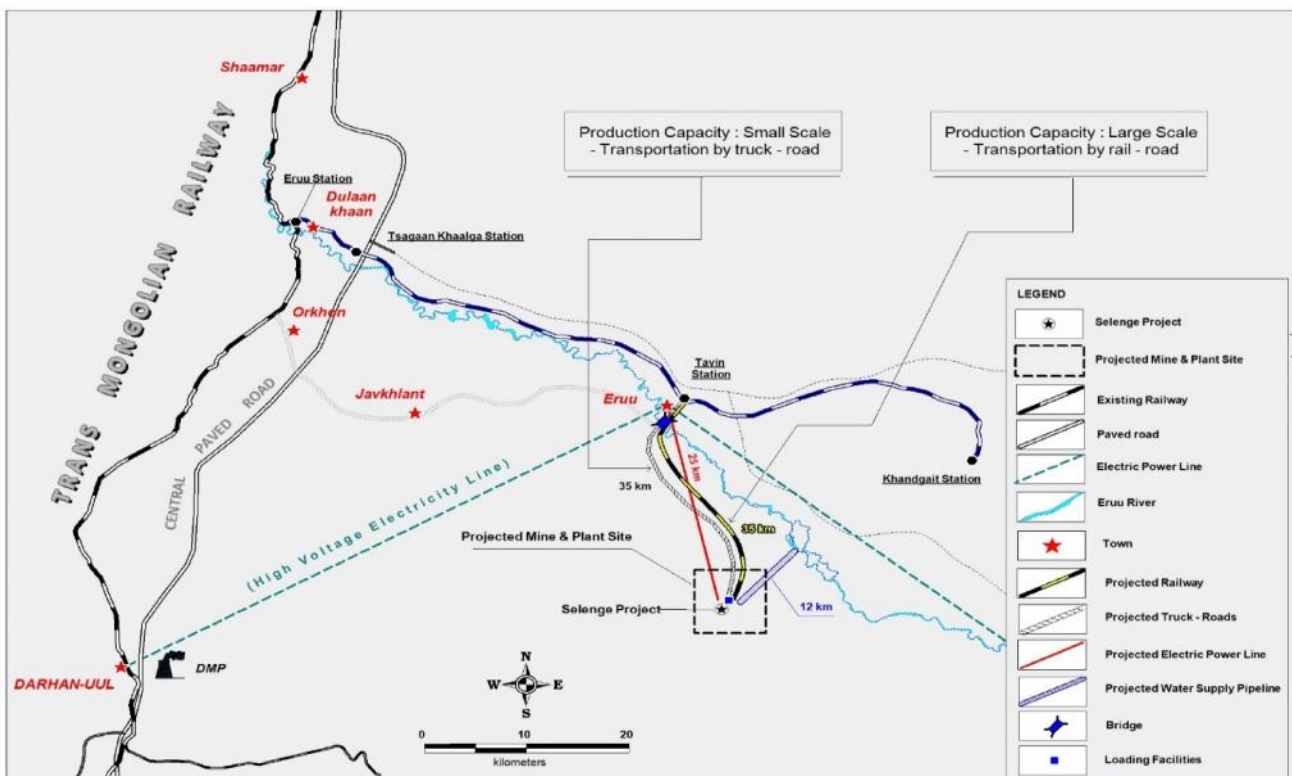 Shaamar
TRANS MONGOLIAN RAILWAY
Production Capacity : Small Scale
- Transportation by truck - road
Production Capacity : Large Scale
- Transportation by rail - road
Eruu Station
Dulaan
khaan
Tsagaan Khaalga Station
Orkhon
CENTRAL PAVED ROAD
Javkhlant
Tavin
Station
Eruu
Khandgait Station
25 km
35 km
35 km
(High Voltage Electricity Line)
Projected Mine & Plant Site
12 km
Selenge Project
DARHAN-UUL
DMP
N
W E
S
0 10 20
kilometers
LEGEND
Selenge Project
Projected Mine & Plant Site
Existing Railway
Paved road
Electric Power Line
Eruu River
Town
Projected Railway
Projected Truck - Roads
Projected Electric Power Line
Projected Water Supply Pipeline
Bridge
Loading Facilities